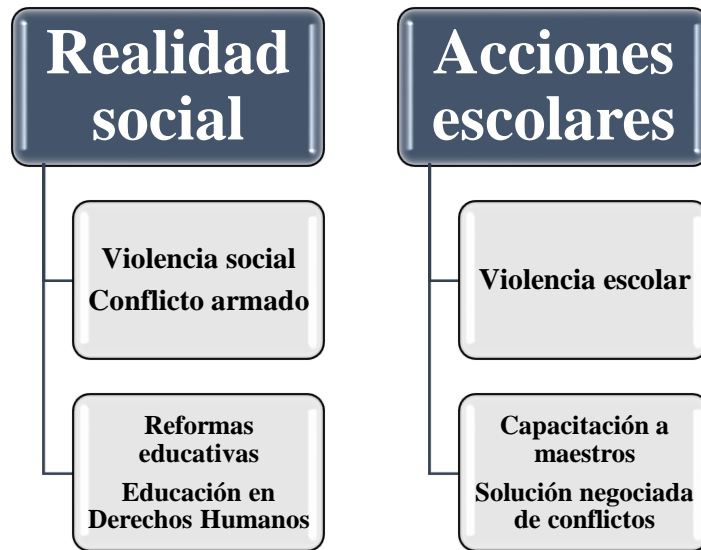 Realidad
social
Violencia social
Conflicto armado
Reformas
educativas
Educación en
Derechos Humanos
Acciones
escolares
Violencia escolar
Capacitación a
maestros
Solución negociada
de conflictos